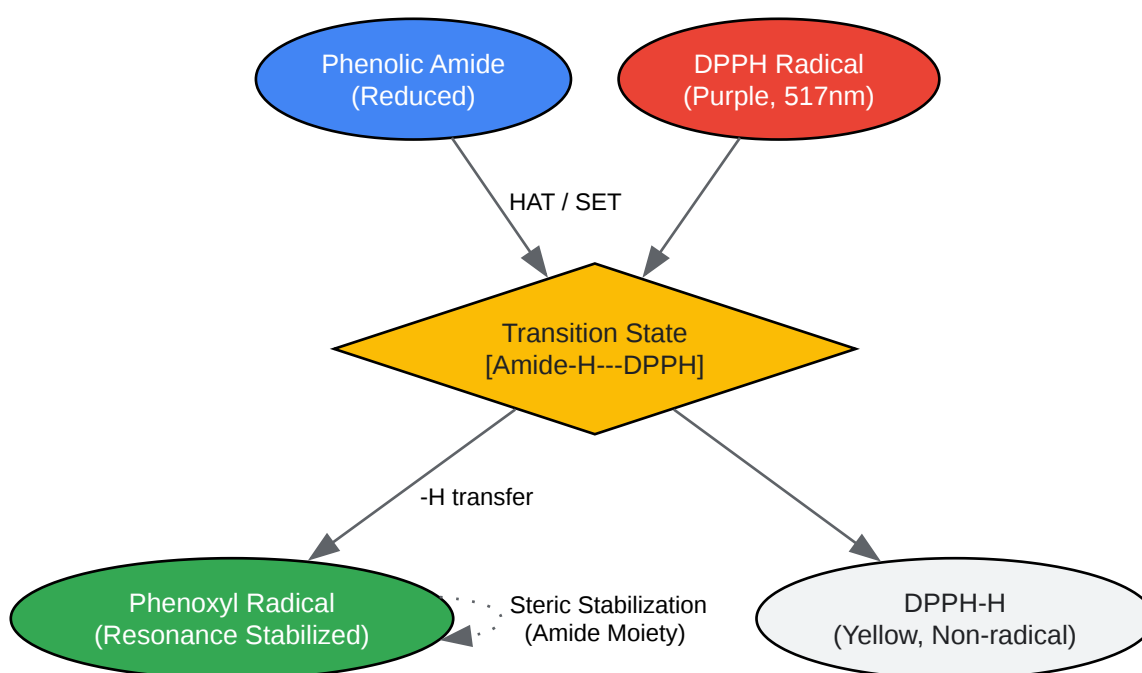 Phenolic Amide
(Reduced)
DPPH Radical
(Purple, 517nm)
HAT / SET
Transition State
[Amide-H---DPPH]
-H transfer
Phenoxyl Radical
(Resonance Stabilized)
Steric Stabilization
(Amide Moiety)
DPPH-H
(Yellow, Non-radical)